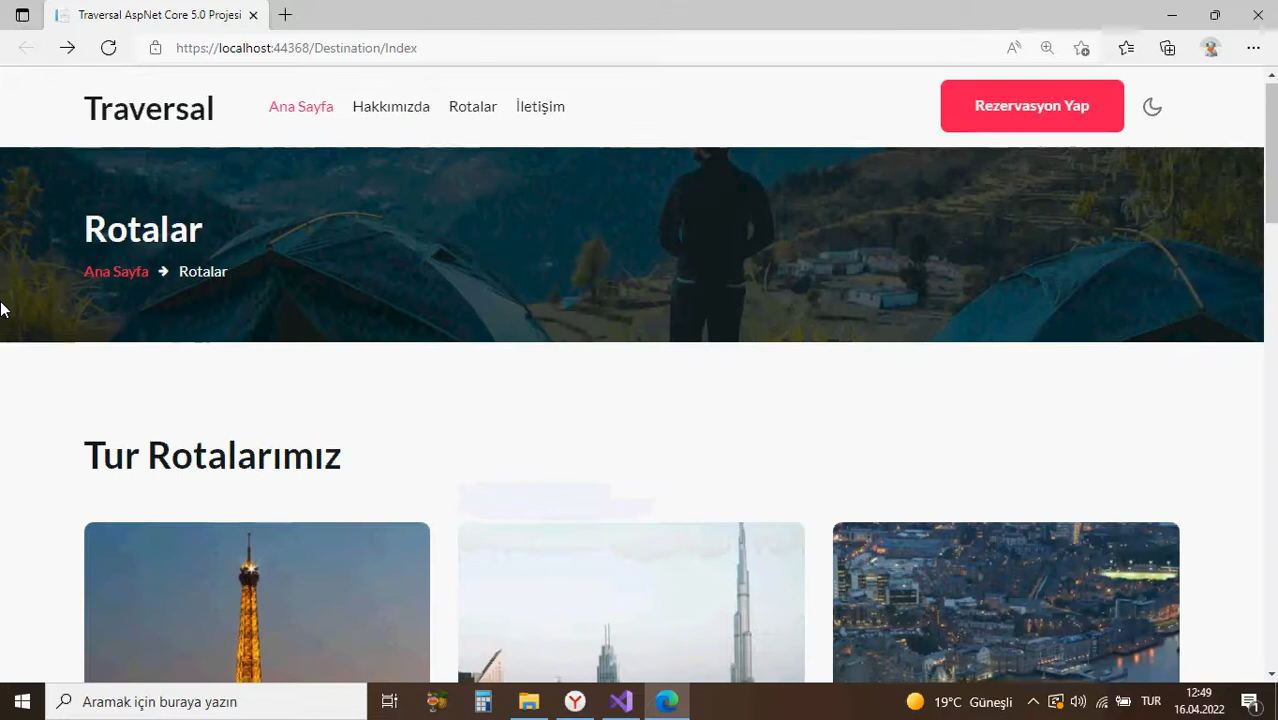 Traversal AspNet Core 5.0 Projesi
https://localhost:44368/Destination/Index
Traversal
Ana Sayfa
Hakkımızda
Rotalar
İletişim
Rezervasyon Yap
Rotalar
Ana Sayfa → Rotalar
Tur Rotalarımız
Aramak için buraya yazın
19°C Güneşli
TUR
12:49
16.04.2022
1